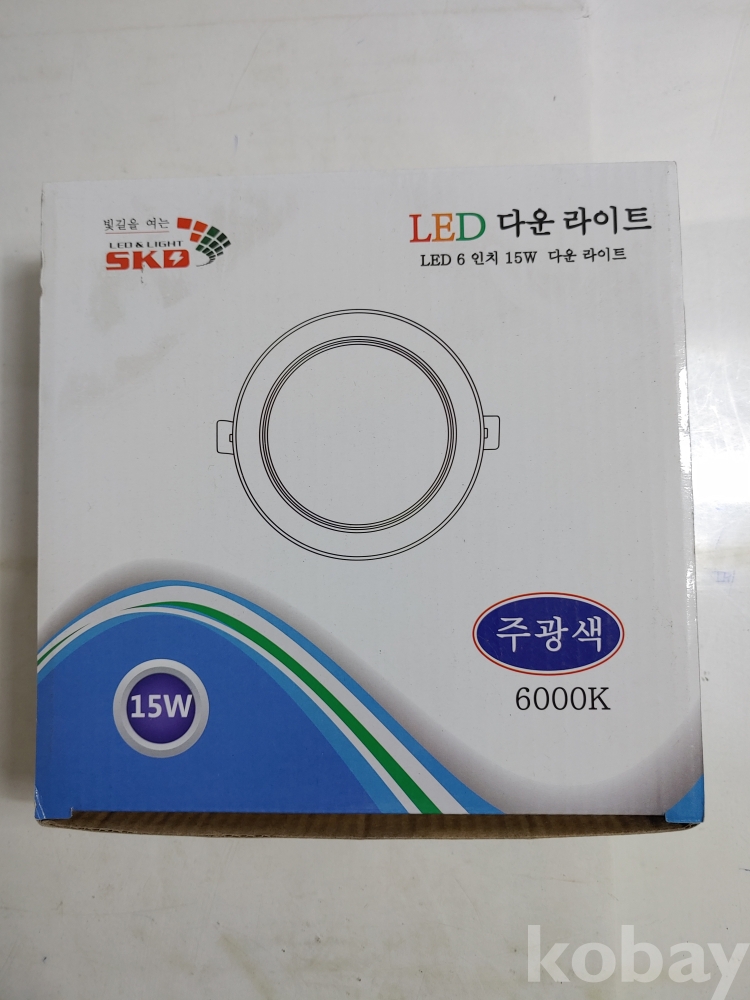 빛길을 여는
LED & LIGHT
SKD
LED 다운 라이트
LED 6 인치 15W 다운 라이트
주광색
6000K
15W
kobay